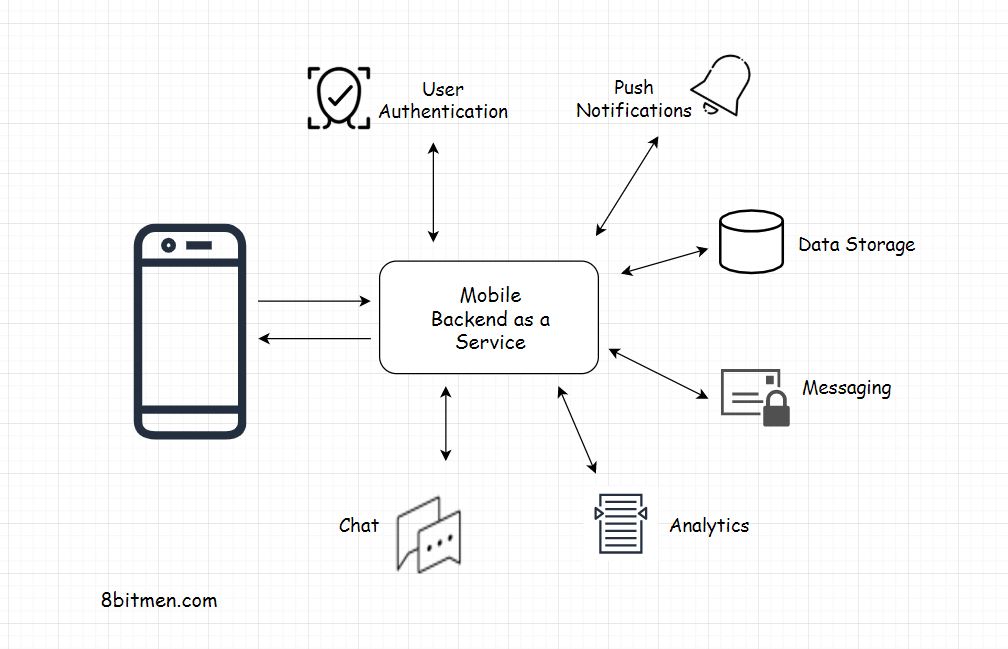 User
Authentication
Push
Notifications
Data Storage
Mobile
Backend as a
Service
Messaging
Chat
Analytics
8bitmen.com